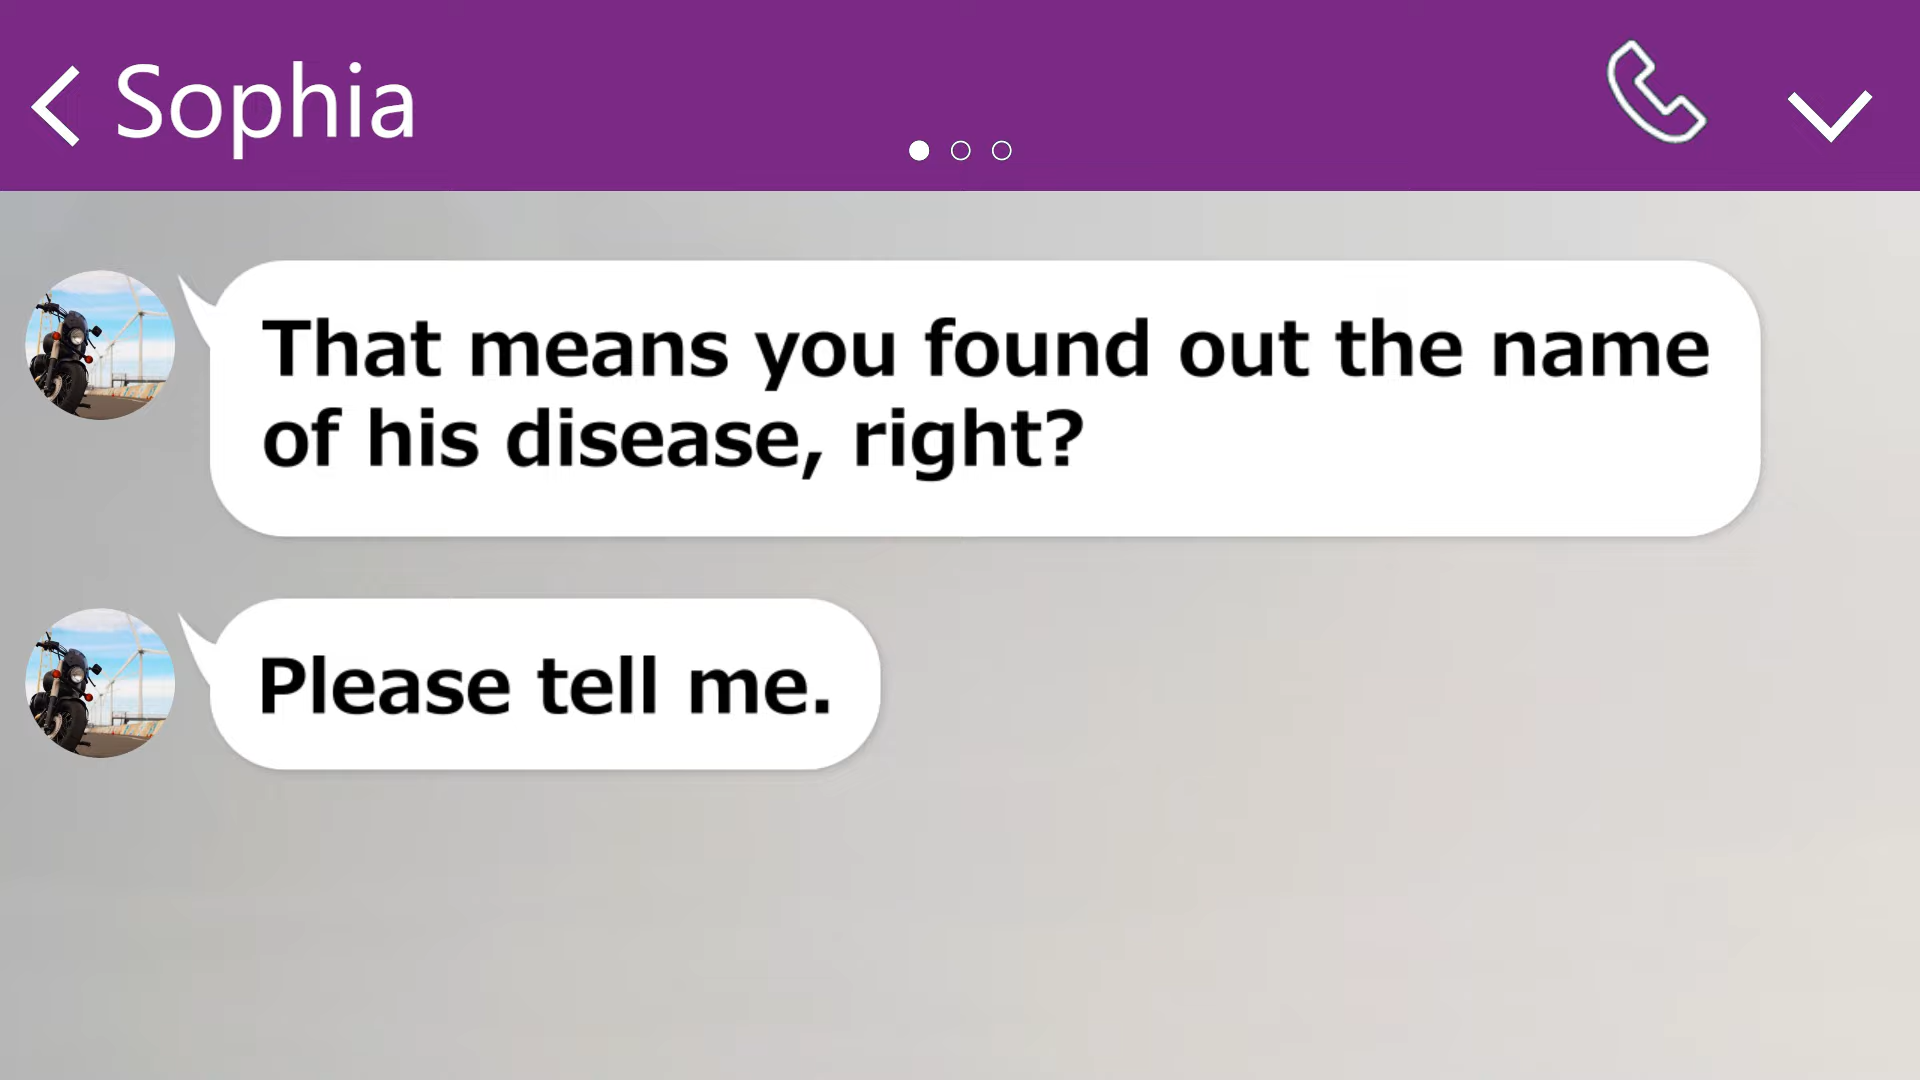 Sophia
That means you found out the name
of his disease, right?
Please tell me.